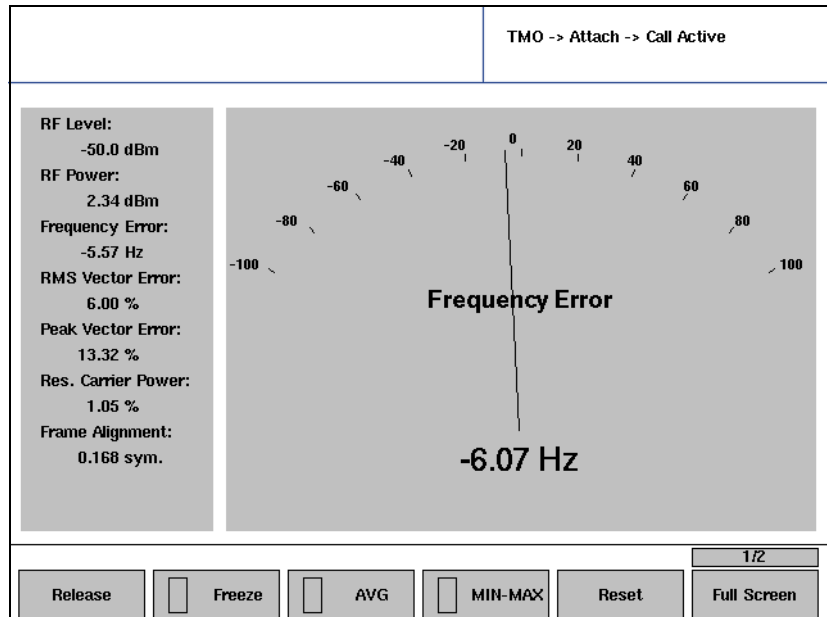 TMO -> Attach -> Call Active
RF Level:
-50.0 dBm
RF Power:
2.34 dBm
Frequency Error:
-5.57 Hz
RMS Vector Error:
6.00 %
Peak Vector Error:
13.32 %
Res. Carrier Power:
1.05 %
Frame Alignment:
0.168 sym.
-100
-80
-60
-40
-20
0
20
40
60
80
100
Frequency Error
-6.07 Hz
1/2
Release
Freeze
AVG
MIN-MAX
Reset
Full Screen